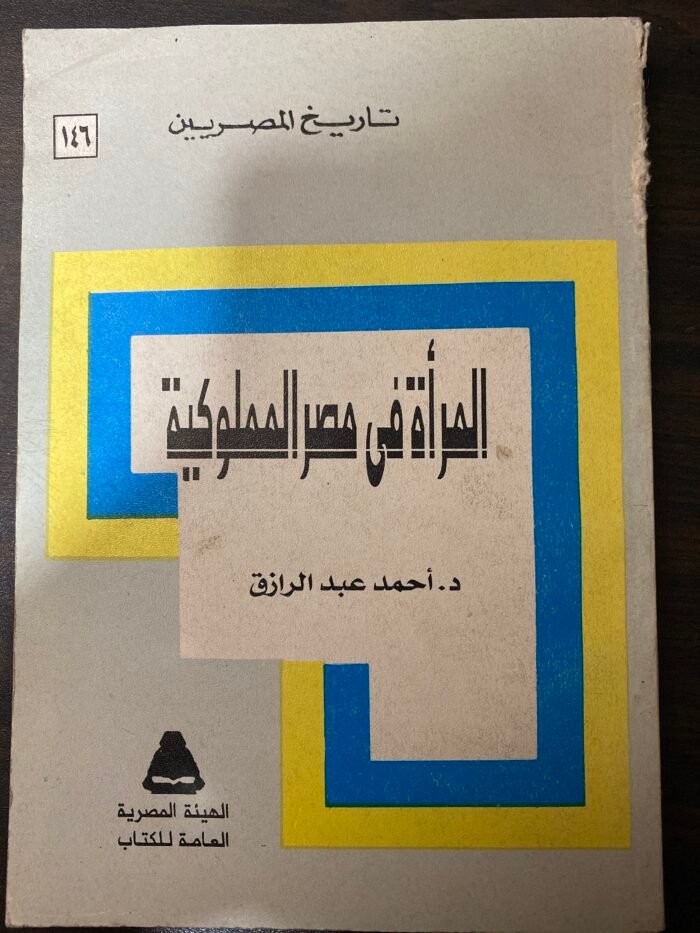 تاريخ المصريين
١٤٦
المرأة فى مصر المملوكية
د. أحمد عبد الرازق
الهيئة المصرية
العامة للكتاب